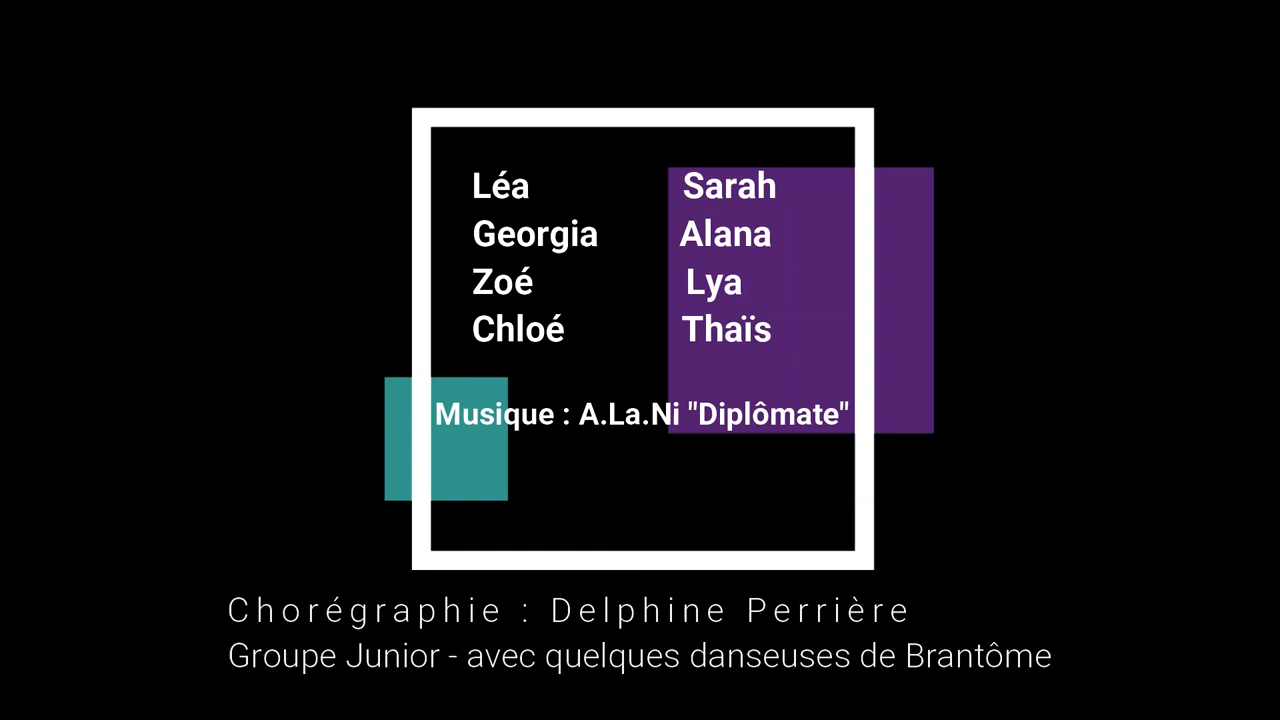 Léa Sarah
Georgia Alana
Zoé Lya
Chloé Thaïs
Musique : A.La.Ni "Diplômate"
Chorégraphie : Delphine Perrière
Groupe Junior - avec quelques danseuses de Brantôme